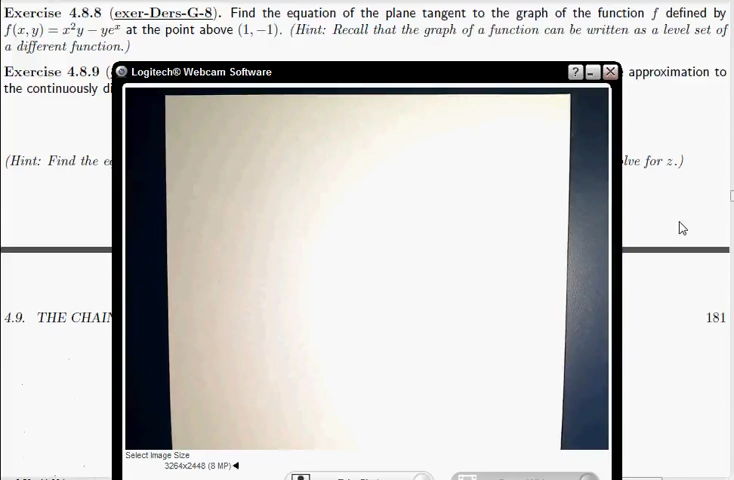 Exercise 4.8.8 (exer-Ders-G-8). Find the equation of the plane tangent to the graph of the function f defined by
f(x, y) = x²y − yeˣ at the point above (1, −1). (Hint: Recall that the graph of a function can be written as a level set of
a different function.)
Exercise 4.8.9 ( approximation to
the continuously
Logitech® Webcam Software
(Hint: Find the for z.)
4.9. THE 181
Select Image Size
3264x2448 (8 MP)